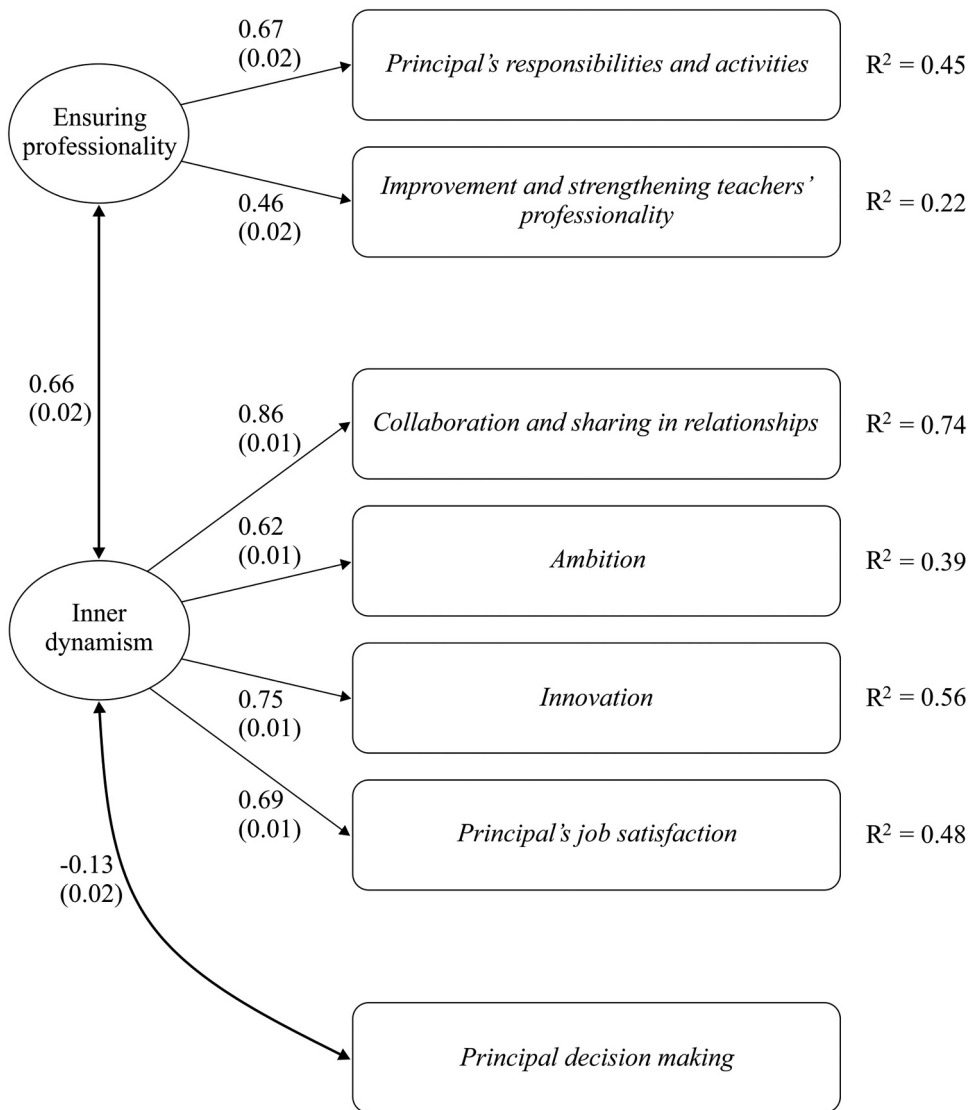 0.67
(0.02)
Principal’s responsibilities and activities
R² = 0.45
Ensuring
professionality
Improvement and strengthening teachers’
professionality
R² = 0.22
0.46
(0.02)
0.66
(0.02)
0.86
(0.01)
Collaboration and sharing in relationships
R² = 0.74
0.62
(0.01)
Ambition
R² = 0.39
Inner
dynamism
0.75
(0.01)
Innovation
R² = 0.56
0.69
(0.01)
Principal’s job satisfaction
R² = 0.48
-0.13
(0.02)
Principal decision making